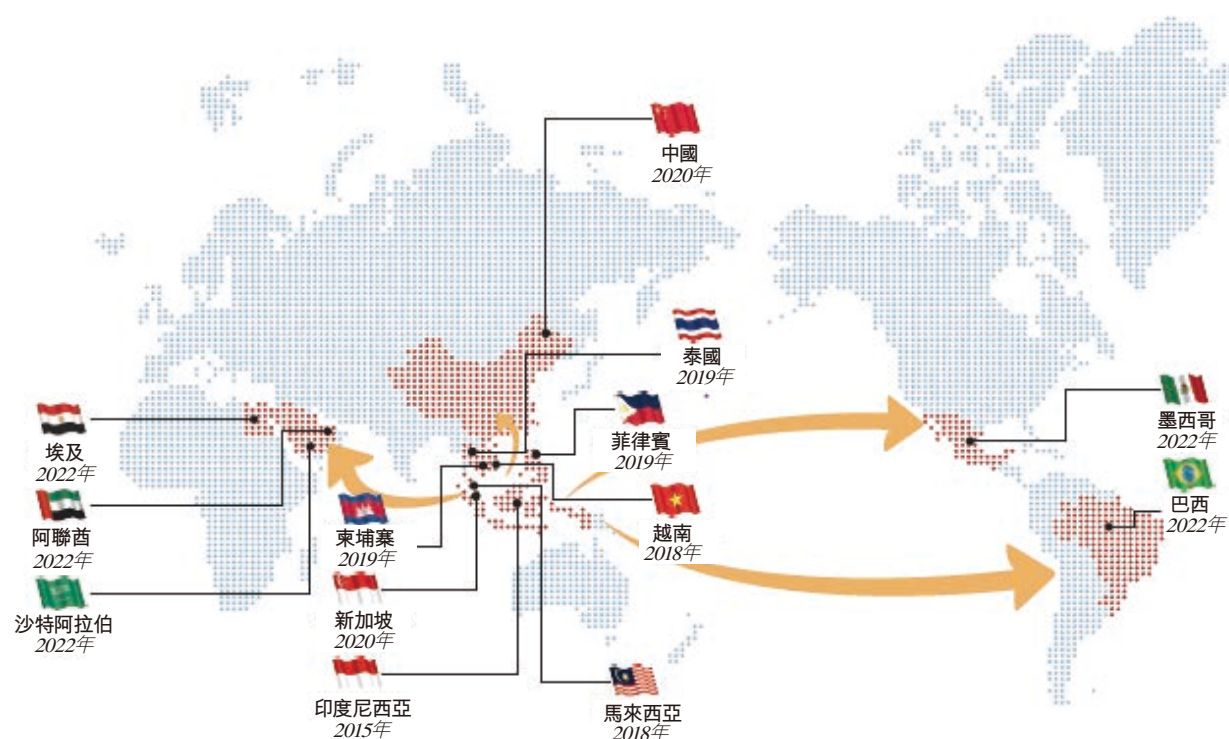 中國
2020年
泰國
2019年
菲律賓
2019年
墨西哥
2022年
埃及
2022年
巴西
2022年
阿聯酋
2022年
柬埔寨
2019年
越南
2018年
沙特阿拉伯
2022年
新加坡
2020年
印度尼西亞
2015年
馬來西亞
2018年